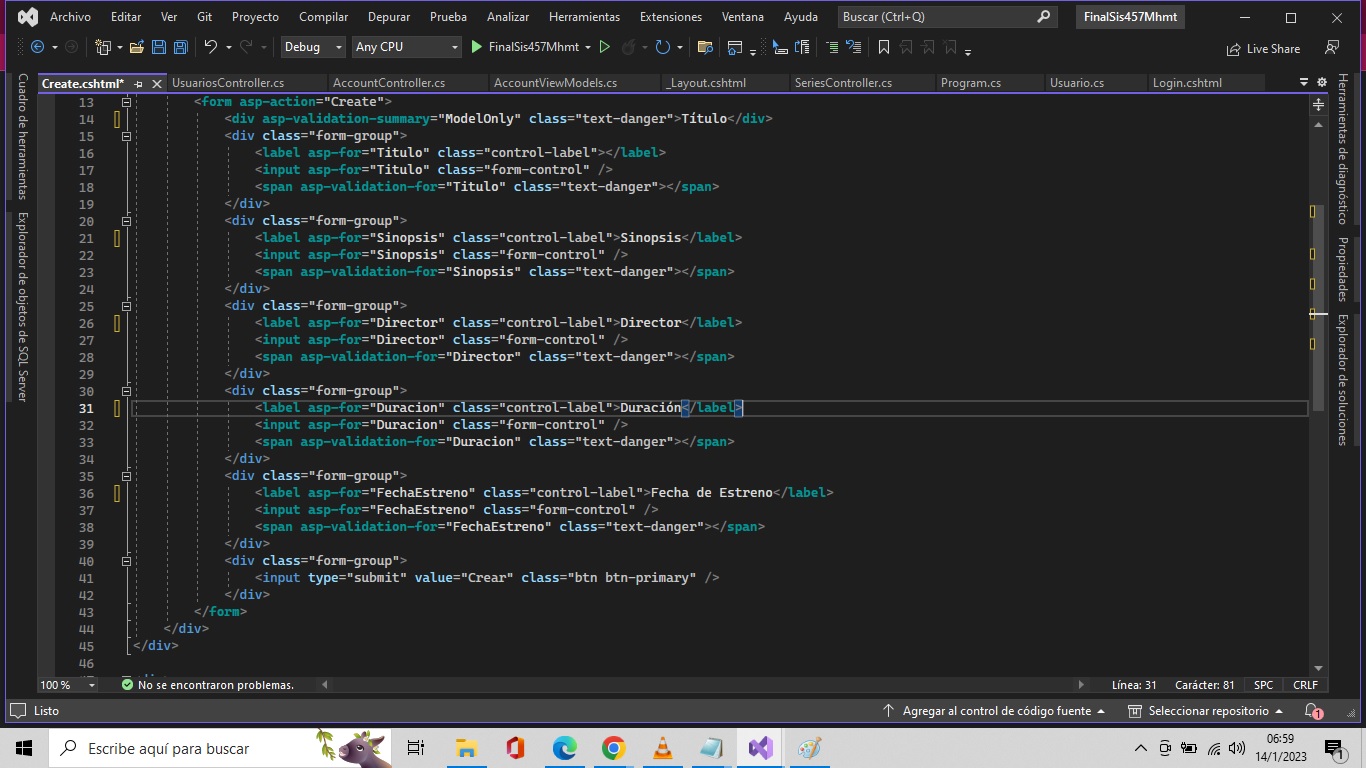 Archivo Editar Ver Git Proyecto Compilar Depurar Prueba Analizar Herramientas Extensiones Ventana Ayuda Buscar (Ctrl+Q) FinalSis457Mhmt
Debug Any CPU FinalSis457Mhmt Live Share
Create.cshtml* UsuariosController.cs AccountController.cs AccountViewModels.cs _Layout.cshtml SeriesController.cs Program.cs Usuario.cs Login.cshtml
Cuadro de herramientas
Explorador de objetos de SQL Server
13 <form asp-action="Create">
14 <div asp-validation-summary="ModelOnly" class="text-danger">Título</div>
15 <div class="form-group">
16 <label asp-for="Titulo" class="control-label"></label>
17 <input asp-for="Titulo" class="form-control" />
18 <span asp-validation-for="Titulo" class="text-danger"></span>
19 </div>
20 <div class="form-group">
21 <label asp-for="Sinopsis" class="control-label">Sinopsis</label>
22 <input asp-for="Sinopsis" class="form-control" />
23 <span asp-validation-for="Sinopsis" class="text-danger"></span>
24 </div>
25 <div class="form-group">
26 <label asp-for="Director" class="control-label">Director</label>
27 <input asp-for="Director" class="form-control" />
28 <span asp-validation-for="Director" class="text-danger"></span>
29 </div>
30 <div class="form-group">
31 <label asp-for="Duracion" class="control-label">Duración</label>
32 <input asp-for="Duracion" class="form-control" />
33 <span asp-validation-for="Duracion" class="text-danger"></span>
34 </div>
35 <div class="form-group">
36 <label asp-for="FechaEstreno" class="control-label">Fecha de Estreno</label>
37 <input asp-for="FechaEstreno" class="form-control" />
38 <span asp-validation-for="FechaEstreno" class="text-danger"></span>
39 </div>
40 <div class="form-group">
41 <input type="submit" value="Crear" class="btn btn-primary" />
42 </div>
43 </form>
44 </div>
45 </div>
46
Herramientas de diagnóstico
Propiedades
Explorador de soluciones
100 % No se encontraron problemas. Línea: 31 Carácter: 81 SPC CRLF
Listo Agregar al control de código fuente Seleccionar repositorio 1
Escribe aquí para buscar 06:59
14/1/2023 1